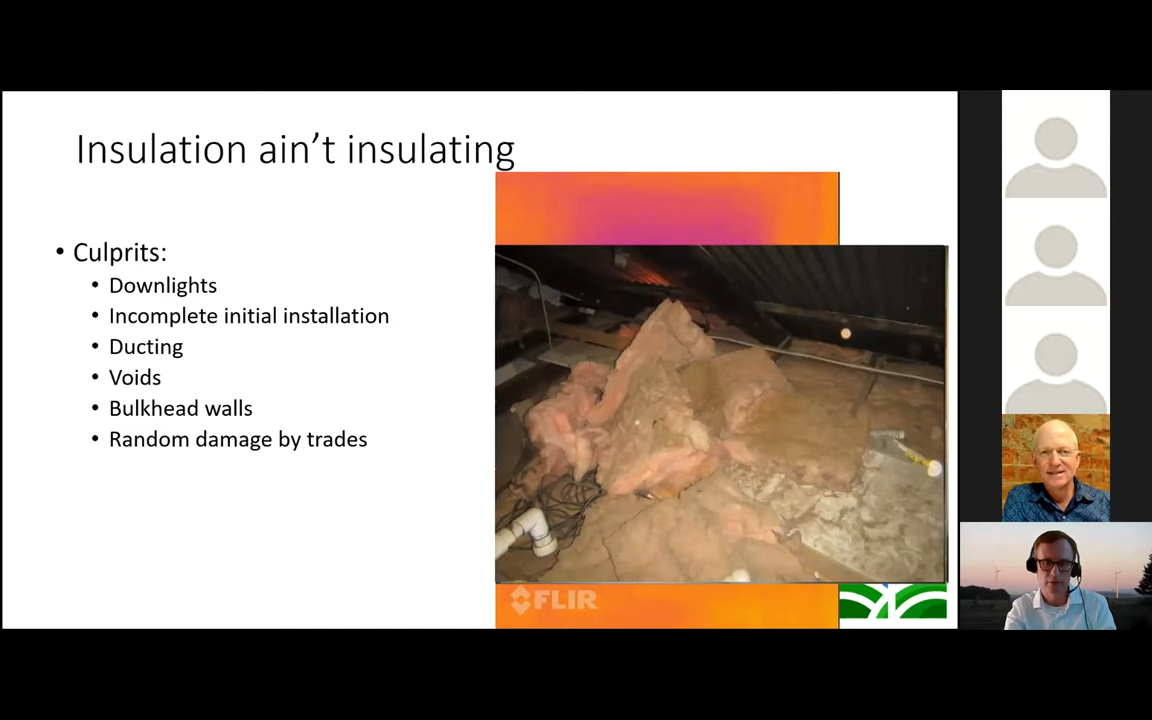 Insulation ain’t insulating
• Culprits:
• Downlights
• Incomplete initial installation
• Ducting
• Voids
• Bulkhead walls
• Random damage by trades
FLIR